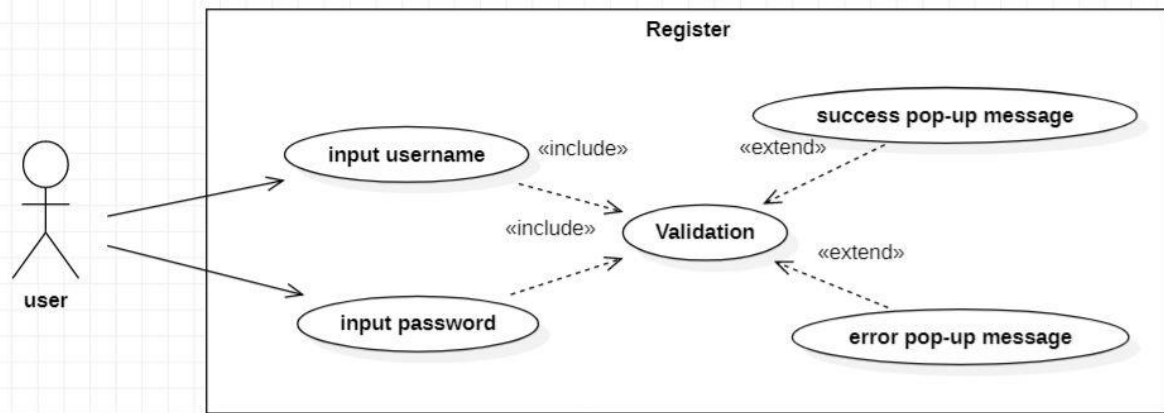 Register
success pop-up message
input username
«include»
«extend»
«include»
Validation
«extend»
user
input password
error pop-up message